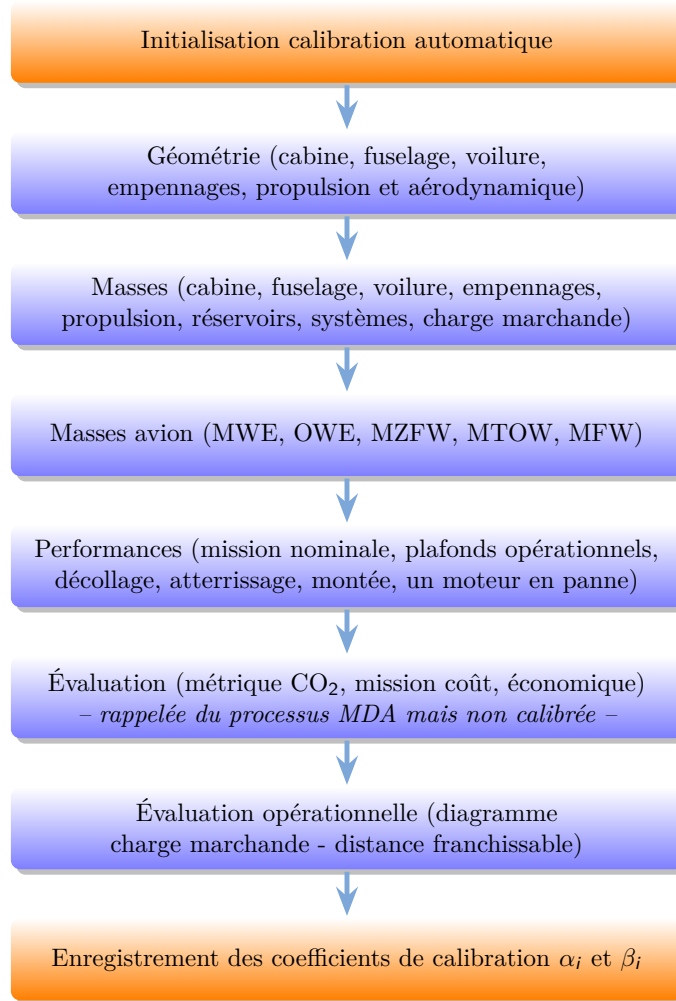 Initialisation calibration automatique
Géométrie (cabine, fuselage, voilure,
empennages, propulsion et aérodynamique)
Masses (cabine, fuselage, voilure, empennages,
propulsion, réservoirs, systèmes, charge marchande)
Masses avion (MWE, OWE, MZFW, MTOW, MFW)
Performances (mission nominale, plafonds opérationnels,
décollage, atterrissage, montée, un moteur en panne)
Évaluation (métrique CO₂, mission coût, économique)
– rappelée du processus MDA mais non calibrée –
Évaluation opérationnelle (diagramme
charge marchande - distance franchissable)
Enregistrement des coefficients de calibration αᵢ et βᵢ